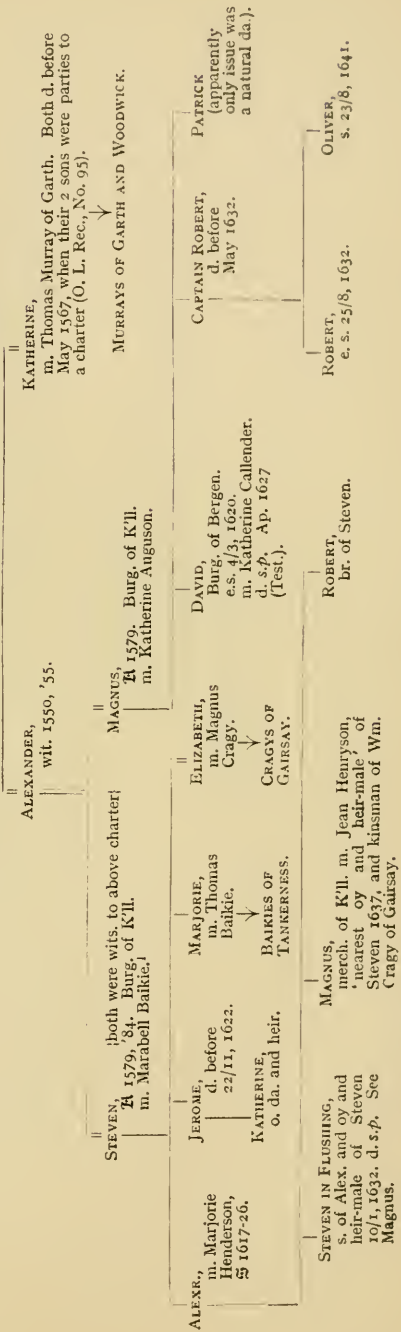 ALEXANDER,
wit. 1550, '55.
KATHERINE,
m. Thomas Murray of Garth. Both d. before
May 1567, when their 2 sons were parties to
a charter (O. L. Rec., No. 95).
MURRAYS OF GARTH AND WOODWICK.
STEVEN, {both were wits. to above charter}
1579, '84. Burg. of K'll.
m. Marabell Baikie.¹
MAGNUS,
1579. Burg. of K'll.
m. Katherine Anguson.
ALEXR.,
m. Marjorie
Henderson,
1617-26.
JEROME,
d. before
22/11, 1622.
KATHERINE,
o. da. and heir.
MARJORIE,
m. Thomas
Baikie.
BAIKIES OF
TANKERNESS.
ELIZABETH,
m. Magnus
Cragy.
CRAGYS OF
GAIRSAY.
DAVID,
Burg. of Bergen.
e.s. 4/3, 1620.
m. Katherine Callender.
d. s.p. Ap. 1627
(Test.).
CAPTAIN ROBERT,
d. before
May 1632.
PATRICK
(apparently
only issue was
a natural da.).
STEVEN IN FLUSHING,
s. of Alex. and oy and
heir-male of Steven
10/1, 1632. d. s.p. See
Magnus.
MAGNUS,
merch. of K'll. m. Jean Henryson,
'nearest oy and heir-male' of
Steven 1637, and kinsman of Wm.
Cragy of Gairsay.
ROBERT,
br. of Steven.
ROBERT,
e. s. 25/8, 1632.
OLIVER,
s. 23/8, 1641.